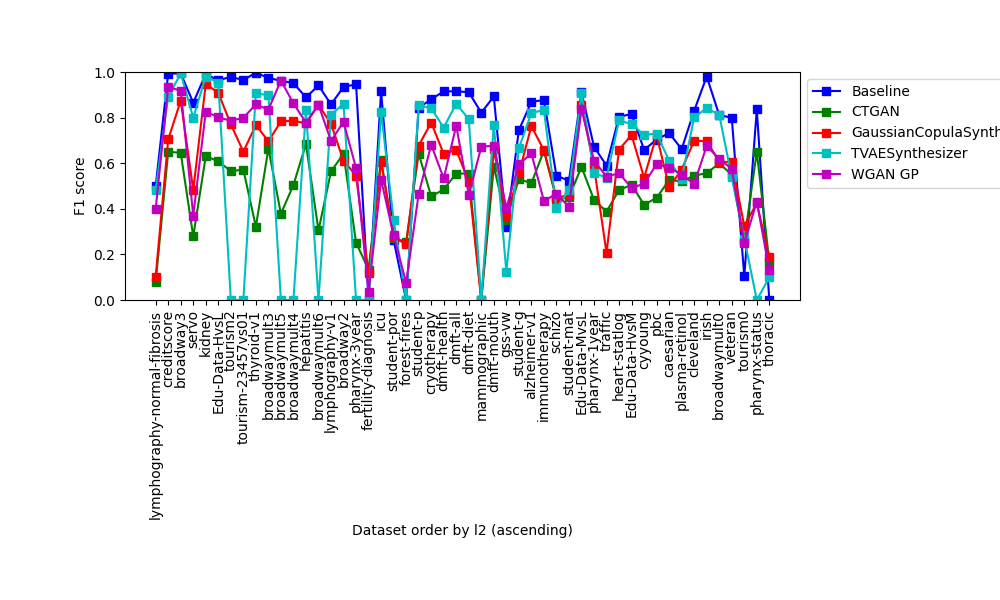 F1 score
1.0
0.8
0.6
0.4
0.2
0.0
Baseline
CTGAN
GaussianCopulaSynth
TVAESynthesizer
WGAN GP
lymphography-normal-fibrosis
creditscore
broadway3
servo
kidney
Edu-Data-HvsL
tourism2
tourism-23457vs01
thyroid-v1
broadwaymult3
broadwaymult5
broadwaymult4
hepatitis
broadwaymult6
lymphography-v1
broadway2
pharynx-3year
fertility-diagnosis
icu
student-por
forest-fires
student-p
cryotherapy
dmft-health
dmft-all
dmft-diet
mammographic
dmft-mouth
gss-vw
student-g
alzheimer-v1
immunotherapy
schizo
student-mat
Edu-Data-MvsL
pharynx-1year
traffic
heart-statlog
Edu-Data-HvsM
cyyoung
pbc
caesarian
plasma-retinol
cleveland
irish
broadwaymult0
veteran
tourism0
pharynx-status
thoracic
Dataset order by l2 (ascending)